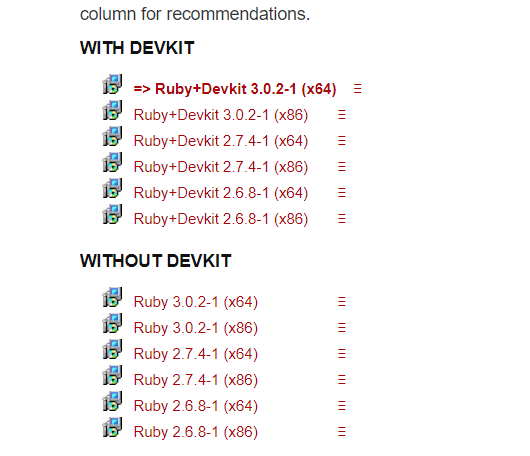 column for recommendations.
WITH DEVKIT
=> Ruby+Devkit 3.0.2-1 (x64)
Ruby+Devkit 3.0.2-1 (x86)
Ruby+Devkit 2.7.4-1 (x64)
Ruby+Devkit 2.7.4-1 (x86)
Ruby+Devkit 2.6.8-1 (x64)
Ruby+Devkit 2.6.8-1 (x86)
WITHOUT DEVKIT
Ruby 3.0.2-1 (x64)
Ruby 3.0.2-1 (x86)
Ruby 2.7.4-1 (x64)
Ruby 2.7.4-1 (x86)
Ruby 2.6.8-1 (x64)
Ruby 2.6.8-1 (x86)